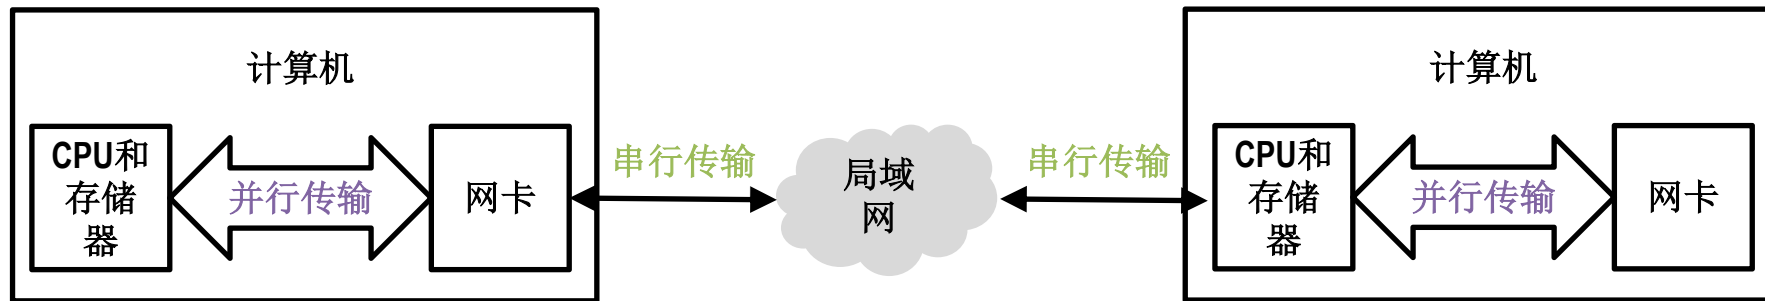 计算机
CPU和
存储
器
并行传输
网卡
串行传输
局域
网
串行传输
计算机
CPU和
存储
器
并行传输
网卡